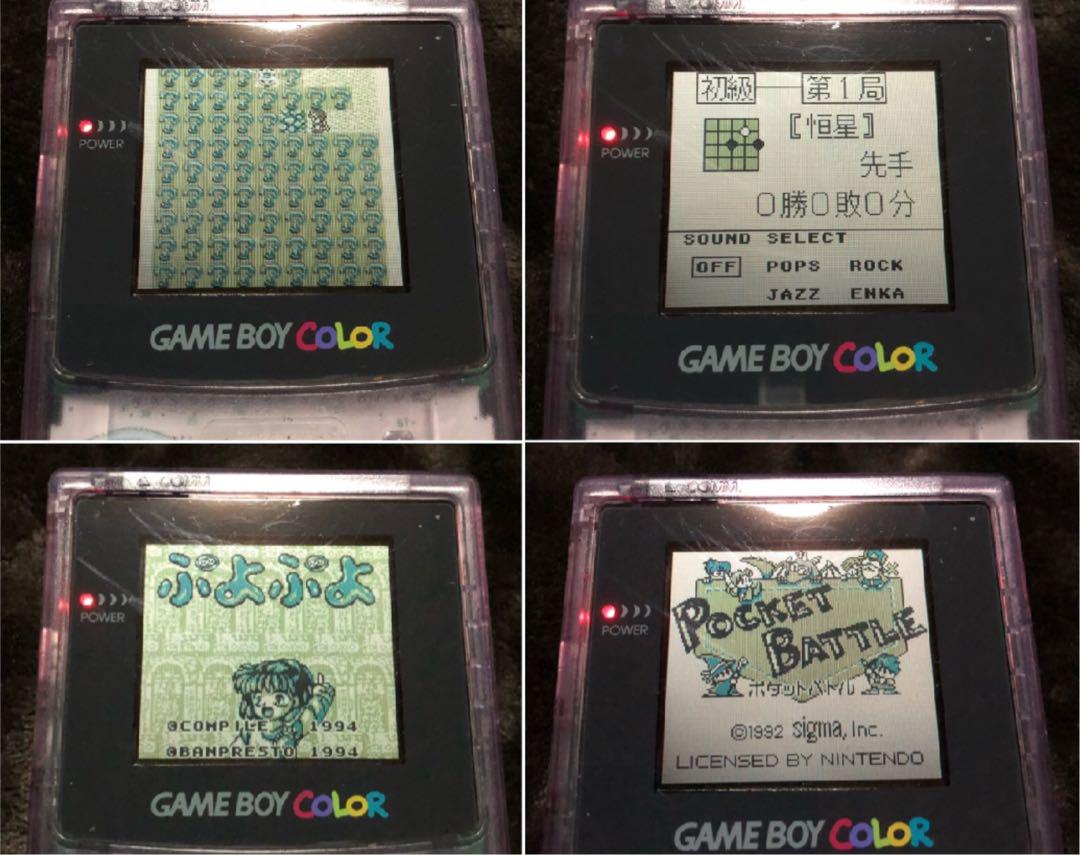 POWER
GAME BOY COLOR
初級 第1局
[恒星]
先手
0勝0敗0分
SOUND SELECT
OFF POPS ROCK
JAZZ ENKA
POWER
GAME BOY COLOR
ぷよぷよ
©COMPILE 1994
©BANPRESTO 1994
POWER
GAME BOY COLOR
POCKET
BATTLE
ポケットバトル
©1992 sigma, Inc.
LICENSED BY NINTENDO
POWER
GAME BOY COLOR